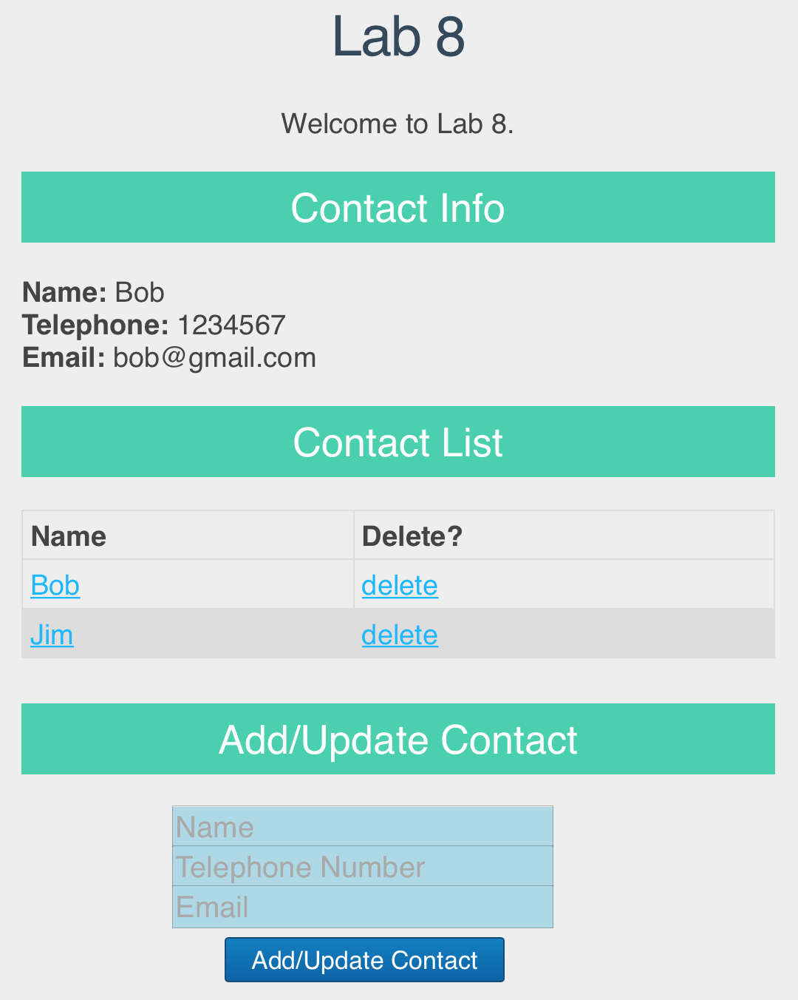 Lab 8
Welcome to Lab 8.
Contact Info
Name: Bob
Telephone: 1234567
Email: bob@gmail.com
Contact List
Name Delete?
Bob delete
Jim delete
Add/Update Contact
Name
Telephone Number
Email
Add/Update Contact